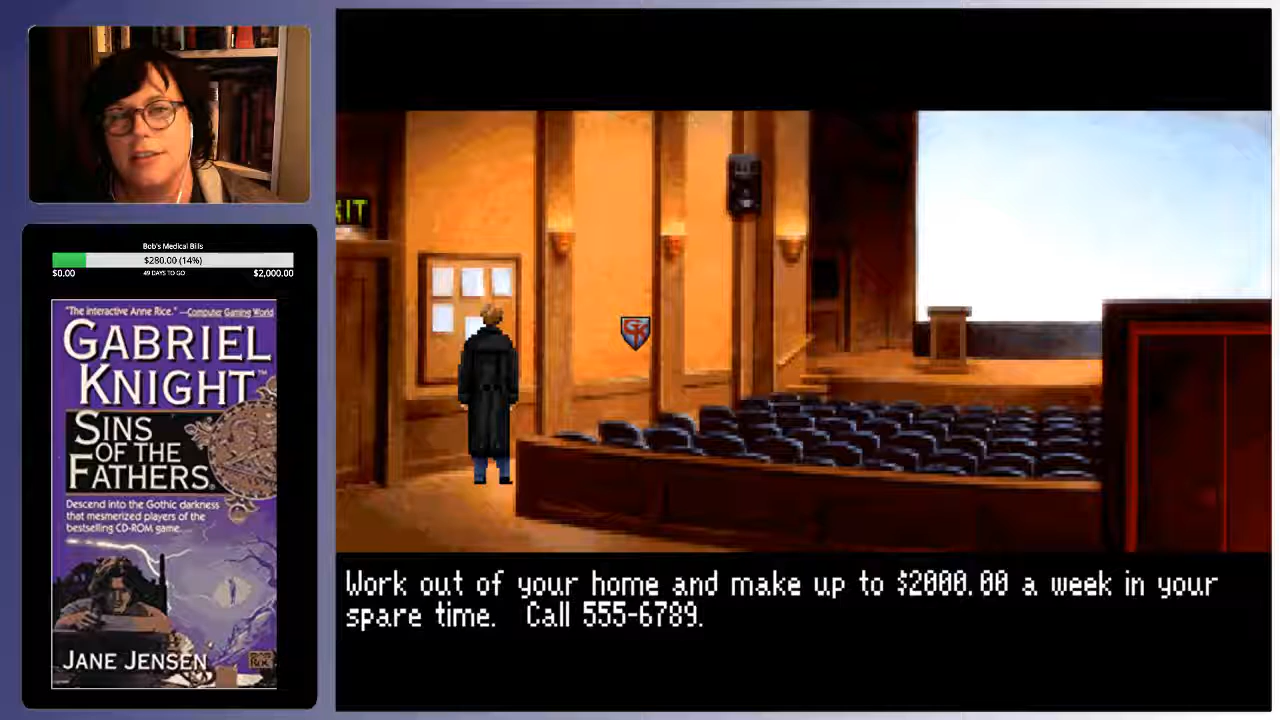 Bob's Medical Bills
$280.00 (14%)
$0.00 49 DAYS TO GO $2,000.00
"The interactive Anne Rice." —Computer Gaming World
GABRIEL
KNIGHT™
SINS
OF THE
FATHERS
Descend into the Gothic darkness
that mesmerized players of the
bestselling CD-ROM game.
JANE JENSEN
XIT
GK
Work out of your home and make up to $2000.00 a week in your
spare time. Call 555-6789.